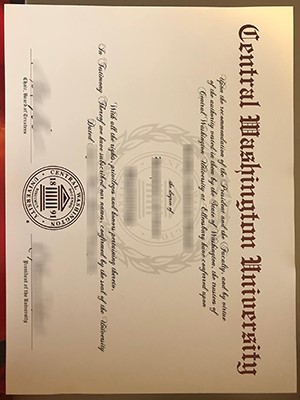 Central Washington University
Upon the recommendation of the President and the Faculty, and by virtue
of the authority vested in them by the State of Washington, the trustees of
Central Washington University at Ellensburg have conferred upon
the degree of
With all the rights, privileges and honors pertaining thereto.
In Testimony Thereof we have subscribed our names, confirmed by the seal of the University
Dated
Chair, Board of Trustees
CENTRAL WASHINGTON
18 91
UNIVERSITY
President of the University